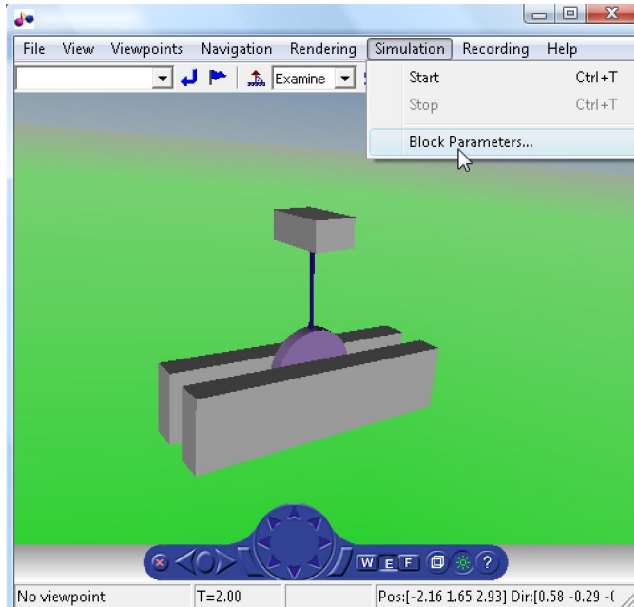 File View Viewpoints Navigation Rendering Simulation Recording Help
Examine
Start Ctrl+T
Stop Ctrl+T
Block Parameters...
W E F ?
No viewpoint T=2.00 Pos:[-2.16 1.65 2.93] Dir:[0.58 -0.29 -(